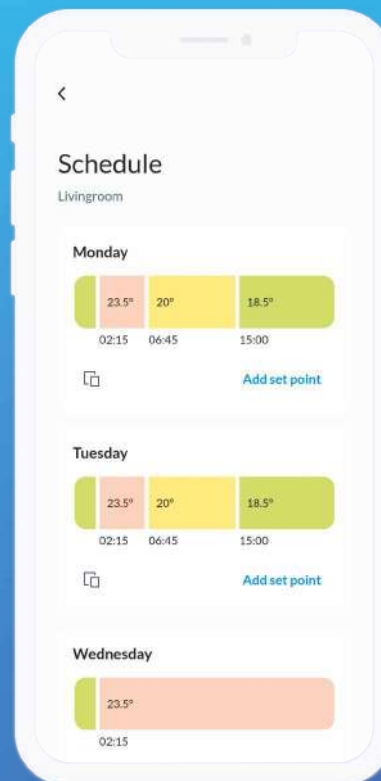 Schedule
Livingroom
Monday
23.5° 20° 18.5°
02:15 06:45 15:00
Add set point
Tuesday
23.5° 20° 18.5°
02:15 06:45 15:00
Add set point
Wednesday
23.5°
02:15